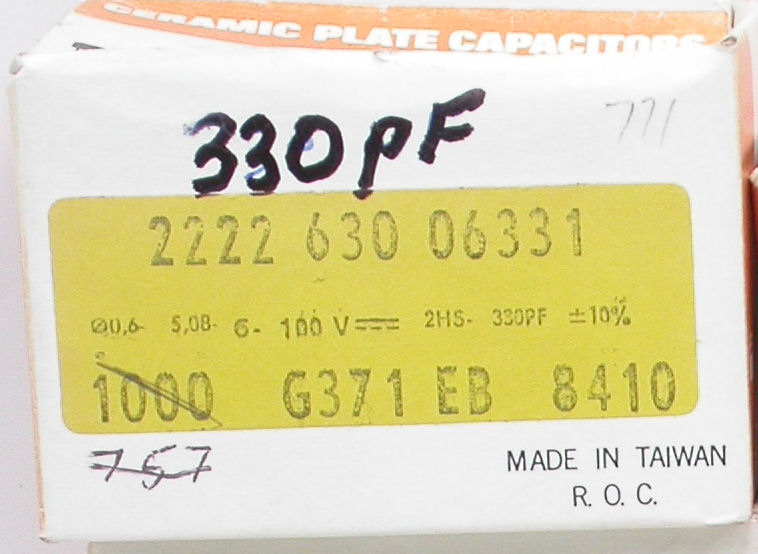 CERAMIC PLATE CAPACITORS
330pF
771
2222 630 06331
Ø0,6- 5,08- 6- 100 V 2HS- 330PF ±10%
1000 G371 EB 8410
757
MADE IN TAIWAN
R. O. C.